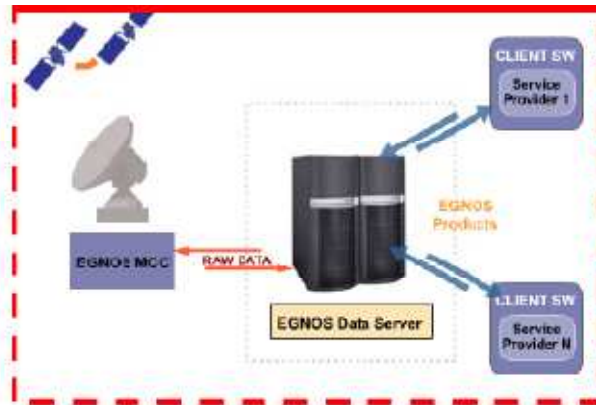 CLIENT SW
Service
Provider 1
EGNOS
Products
EGNOS MCC
RAW DATA
EGNOS Data Server
CLIENT SW
Service
Provider N